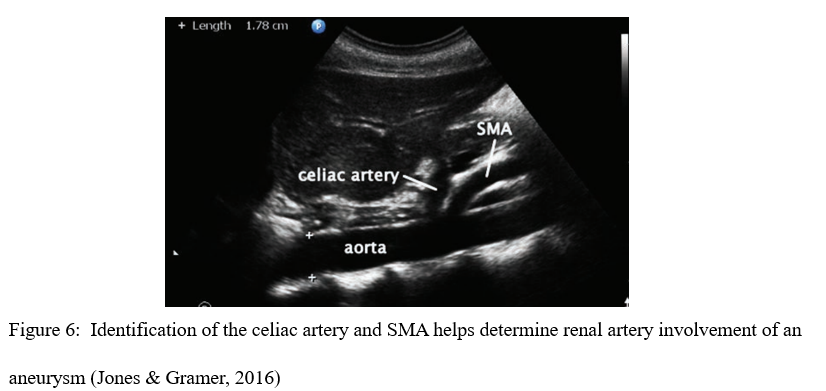 + Length 1.78 cm P
SMA
celiac artery
aorta
Figure 6: Identification of the celiac artery and SMA helps determine renal artery involvement of an
aneurysm (Jones & Gramer, 2016)